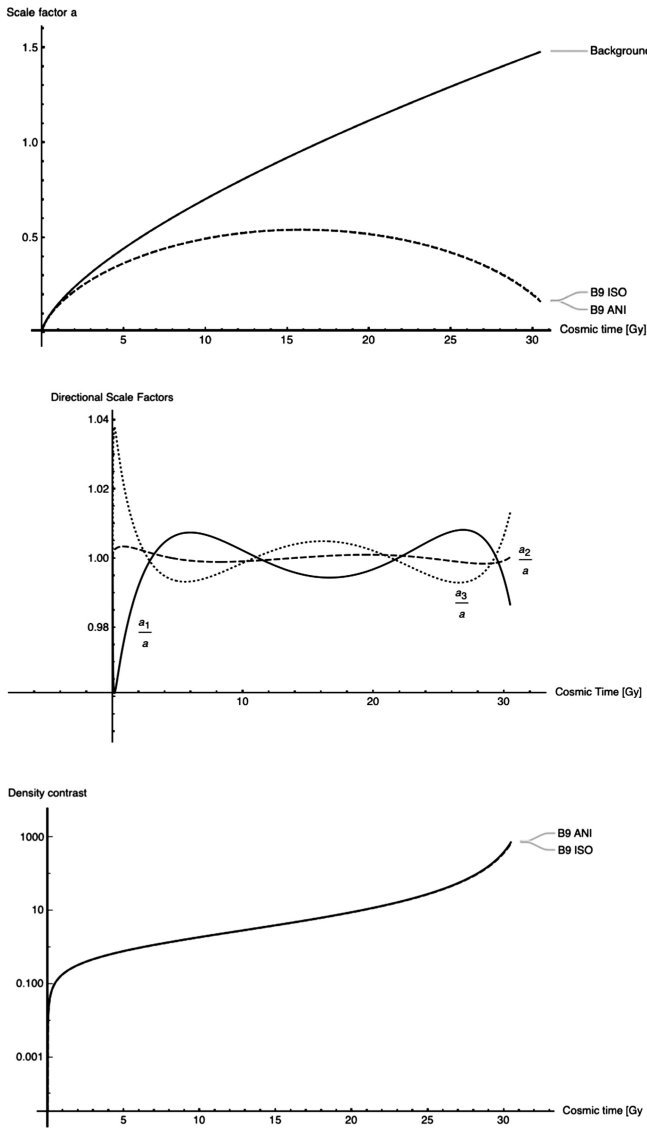 Scale factor a
1.5
Background
1.0
0.5
B9 ISO
B9 ANI
5 10 15 20 25 30 Cosmic time [Gy]
Directional Scale Factors
1.04
1.02
1.00
0.98
a1/a
a2/a
a3/a
10 20 30 Cosmic Time [Gy]
Density contrast
1000
B9 ANI
B9 ISO
10
0.100
0.001
5 10 15 20 25 30 Cosmic time [Gy